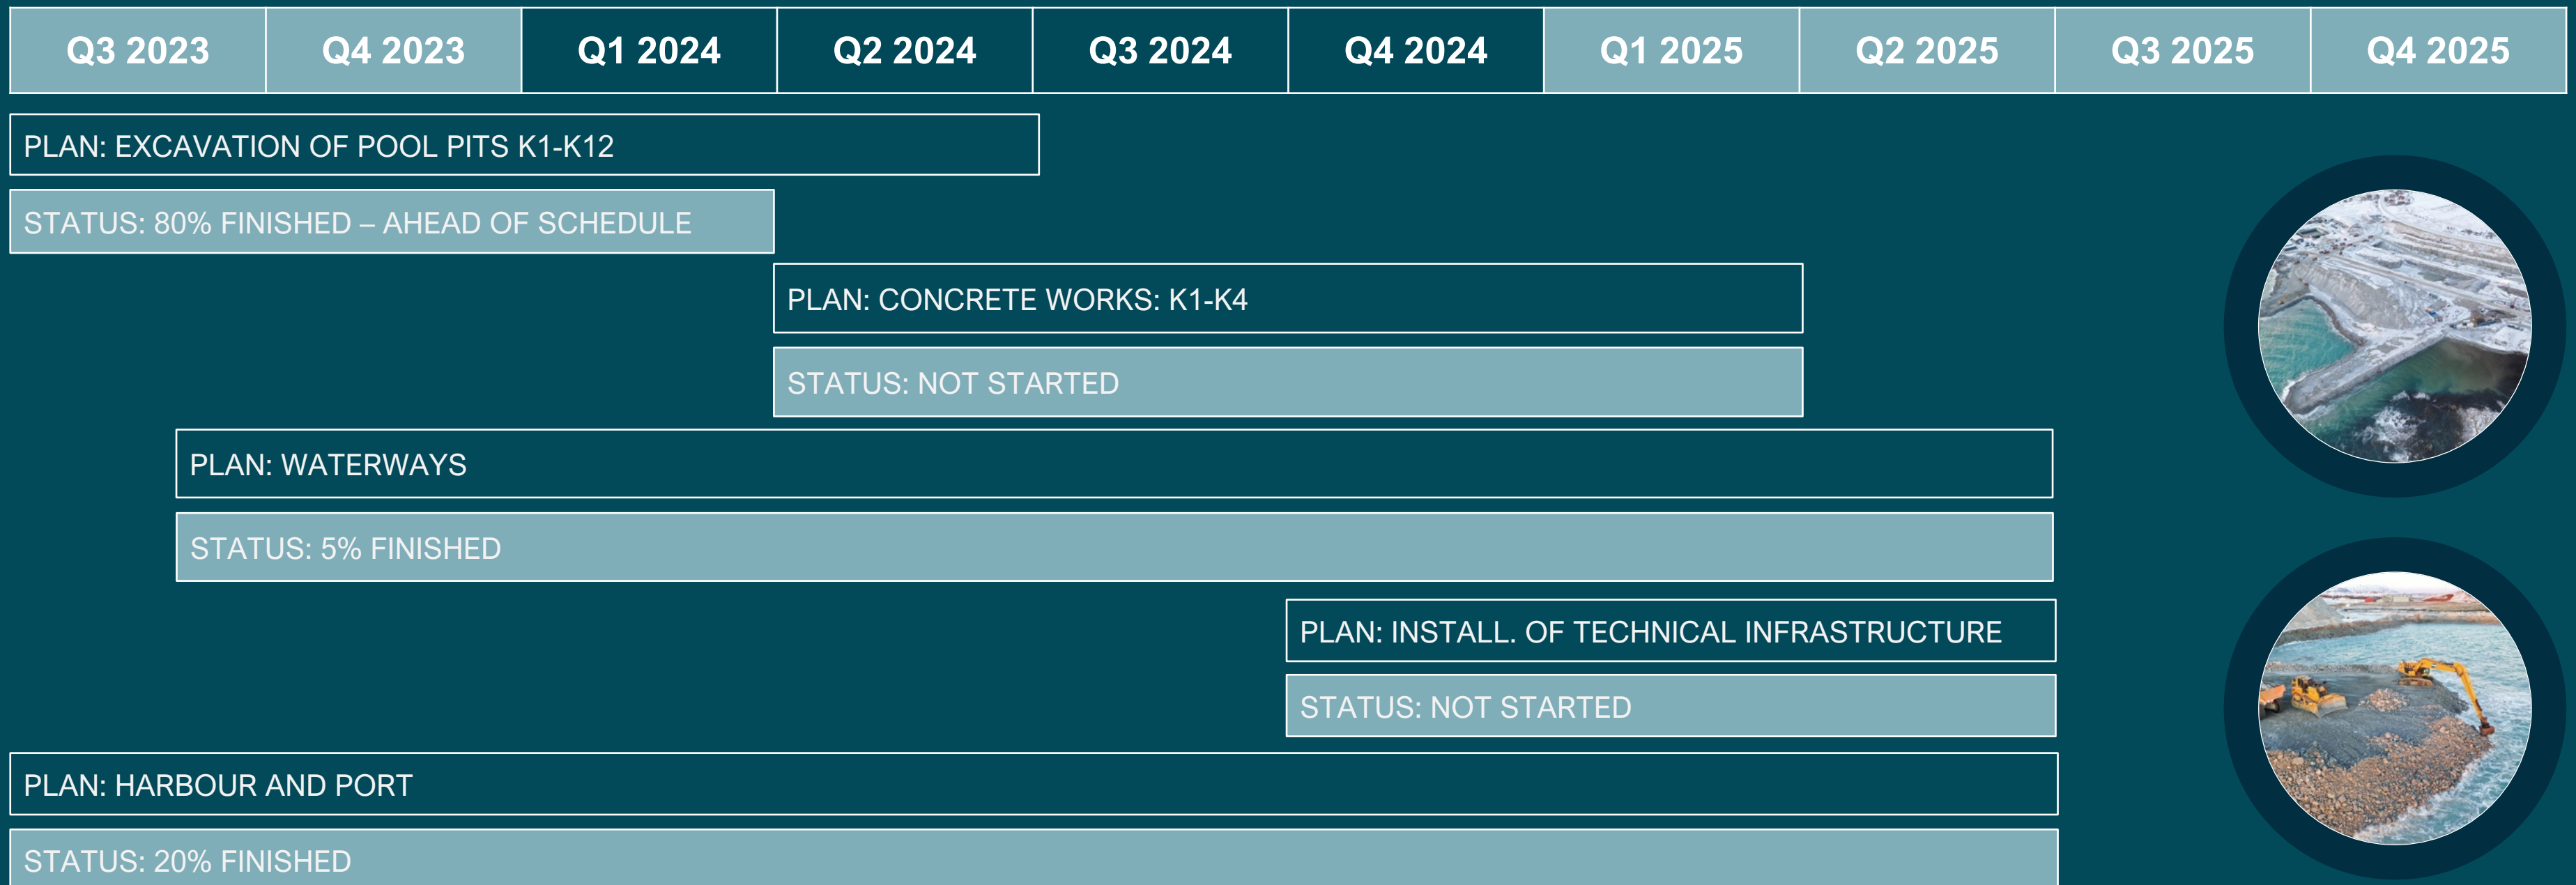 Q3 2023 Q4 2023 Q1 2024 Q2 2024 Q3 2024 Q4 2024 Q1 2025 Q2 2025 Q3 2025 Q4 2025
PLAN: EXCAVATION OF POOL PITS K1-K12
STATUS: 80% FINISHED – AHEAD OF SCHEDULE
PLAN: CONCRETE WORKS: K1-K4
STATUS: NOT STARTED
PLAN: WATERWAYS
STATUS: 5% FINISHED
PLAN: INSTALL. OF TECHNICAL INFRASTRUCTURE
STATUS: NOT STARTED
PLAN: HARBOUR AND PORT
STATUS: 20% FINISHED